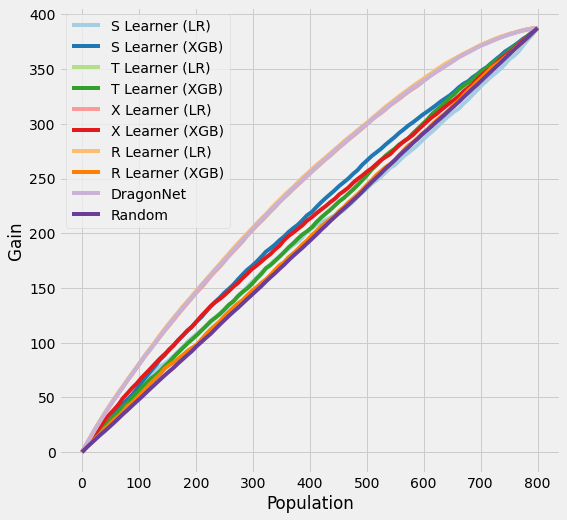 400
350
300
250
200
150
100
50
0
Gain
S Learner (LR)
S Learner (XGB)
T Learner (LR)
T Learner (XGB)
X Learner (LR)
X Learner (XGB)
R Learner (LR)
R Learner (XGB)
DragonNet
Random
0 100 200 300 400 500 600 700 800
Population